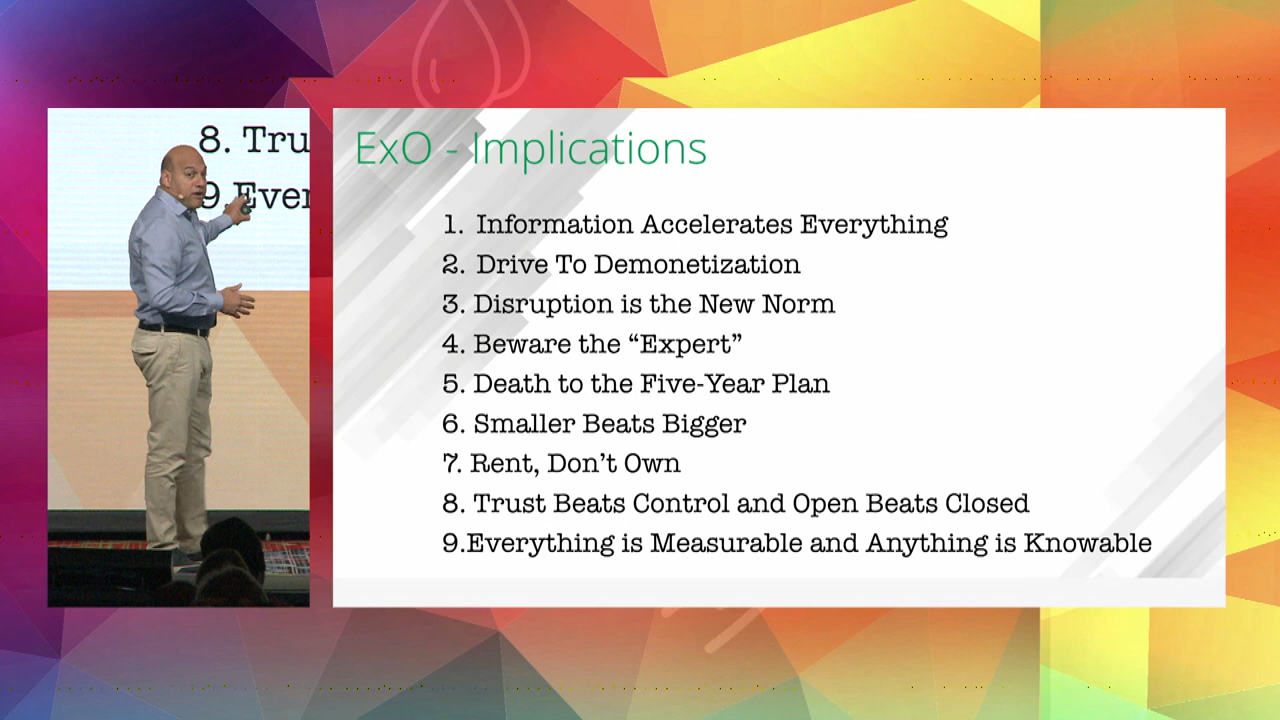 8. Tru
9.Ever
ExO - Implications
1. Information Accelerates Everything
2. Drive To Demonetization
3. Disruption is the New Norm
4. Beware the “Expert”
5. Death to the Five-Year Plan
6. Smaller Beats Bigger
7. Rent, Don’t Own
8. Trust Beats Control and Open Beats Closed
9.Everything is Measurable and Anything is Knowable